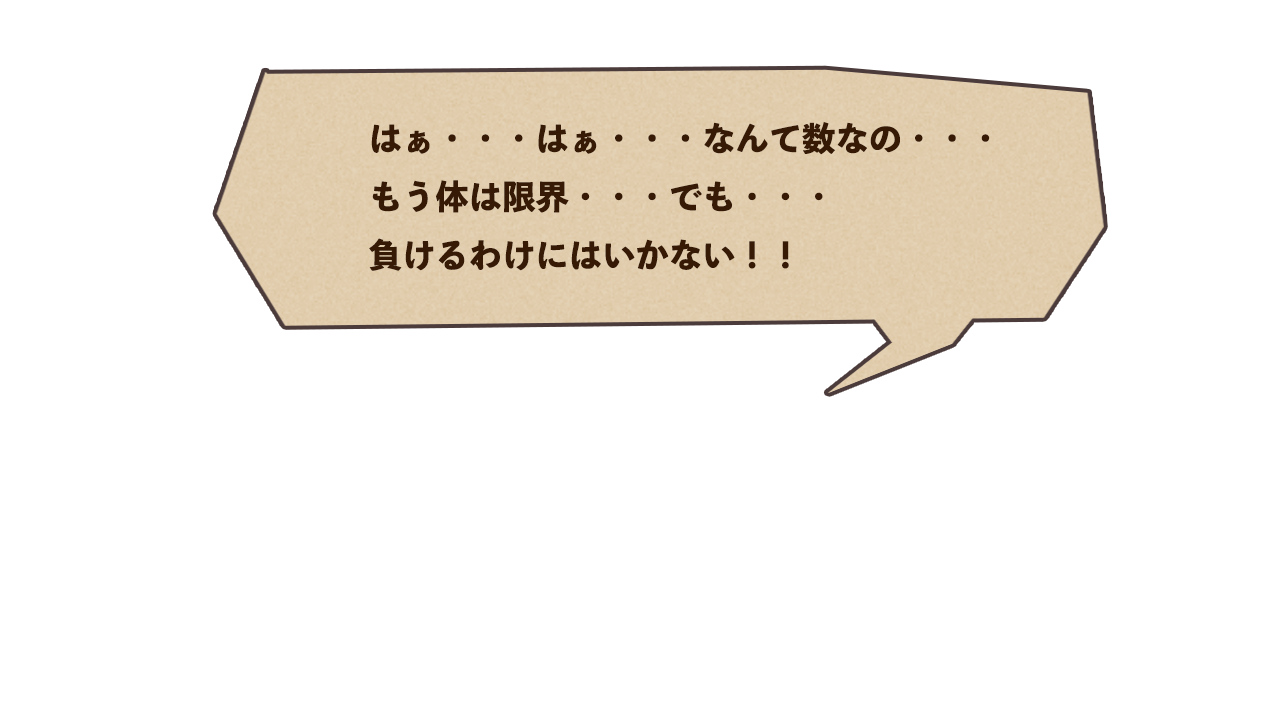 はぁ・・・はぁ・・・なんて数なの・・・
もう体は限界・・・でも・・・
負けるわけにはいかない！！